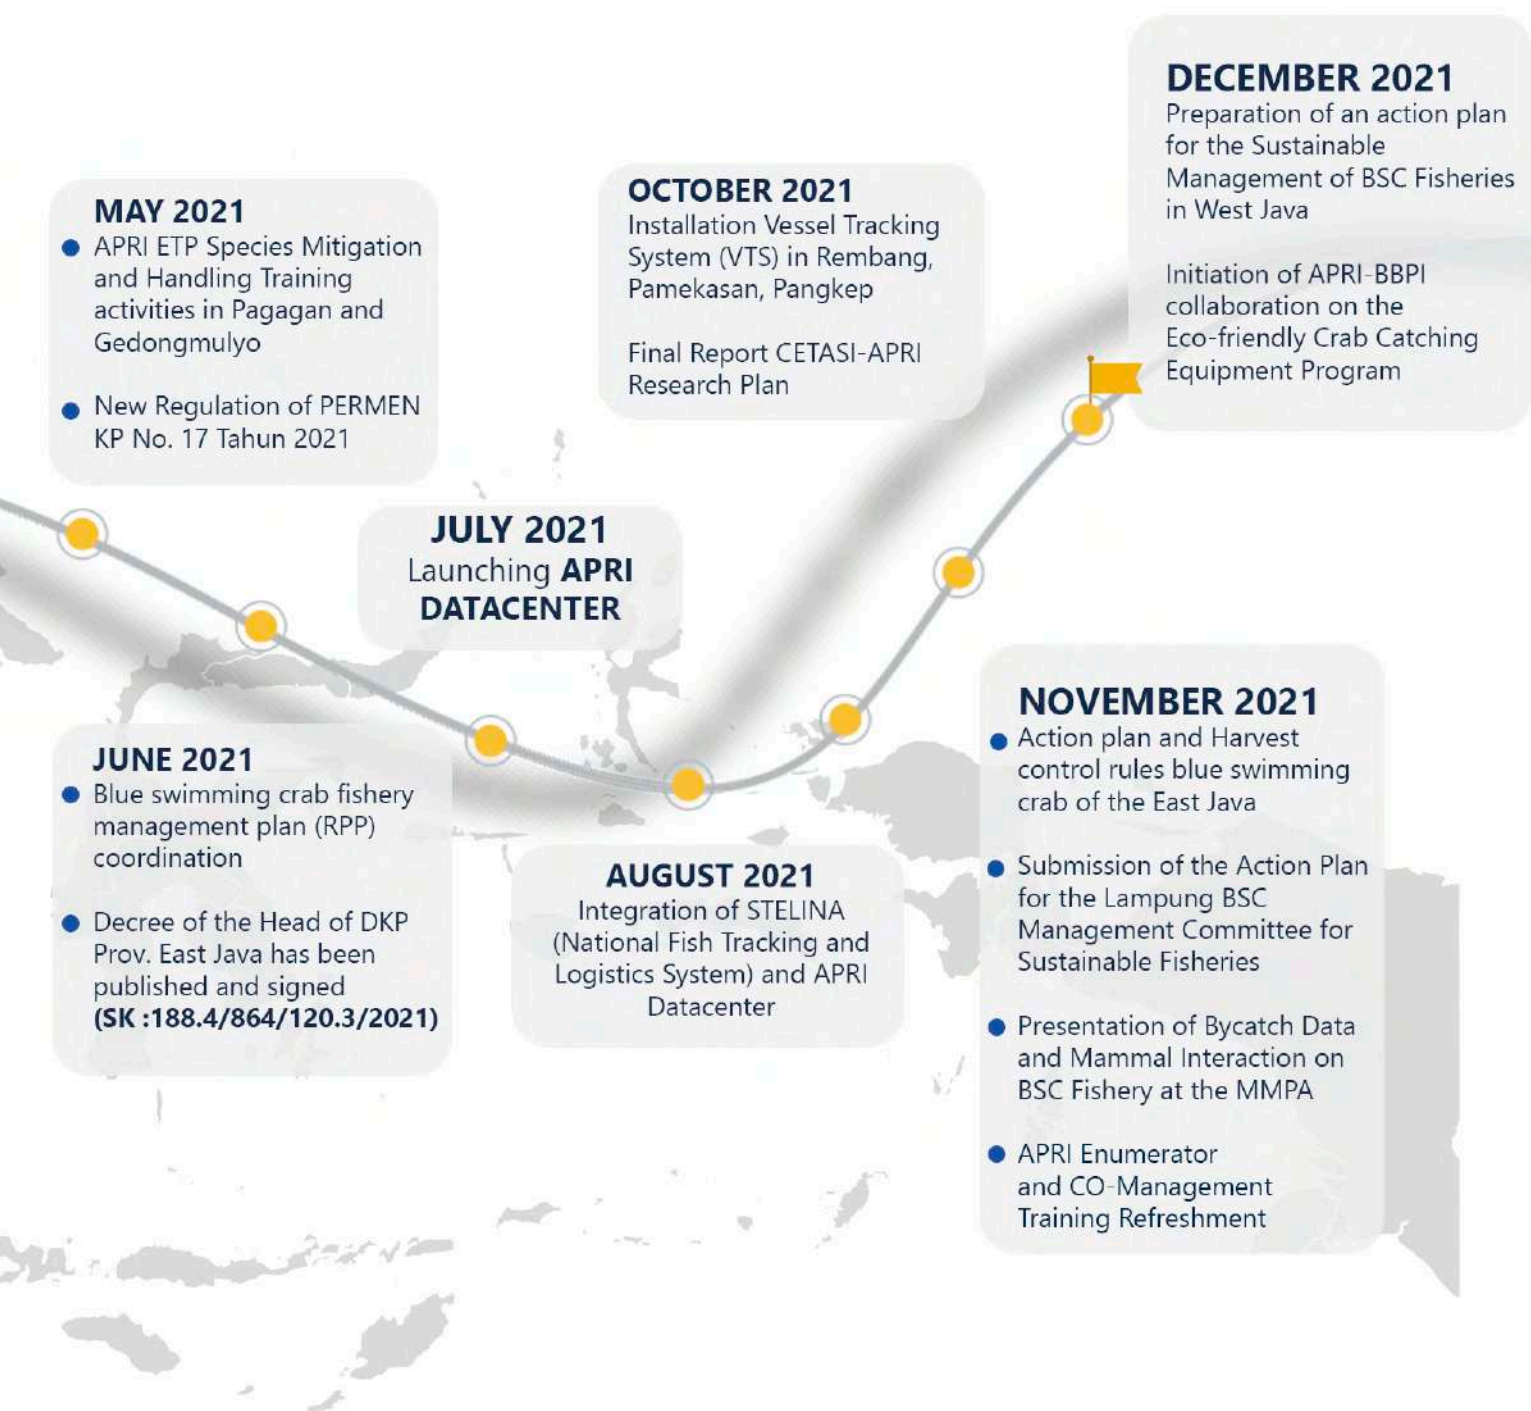 MAY 2021
APRI ETP Species Mitigation
and Handling Training
activities in Pagagan and
Gedongmulyo
New Regulation of PERMEN
KP No. 17 Tahun 2021
JUNE 2021
Blue swimming crab fishery
management plan (RPP)
coordination
Decree of the Head of DKP
Prov. East Java has been
published and signed
(SK :188.4/864/120.3/2021)
JULY 2021
Launching APRI
DATACENTER
AUGUST 2021
Integration of STELINA
(National Fish Tracking and
Logistics System) and APRI
Datacenter
OCTOBER 2021
Installation Vessel Tracking
System (VTS) in Rembang,
Pamekasan, Pangkep
Final Report CETASI-APRI
Research Plan
NOVEMBER 2021
Action plan and Harvest
control rules blue swimming
crab of the East Java
Submission of the Action Plan
for the Lampung BSC
Management Committee for
Sustainable Fisheries
Presentation of Bycatch Data
and Mammal Interaction on
BSC Fishery at the MMPA
APRI Enumerator
and CO-Management
Training Refreshment
DECEMBER 2021
Preparation of an action plan
for the Sustainable
Management of BSC Fisheries
in West Java
Initiation of APRI-BBPI
collaboration on the
Eco-friendly Crab Catching
Equipment Program